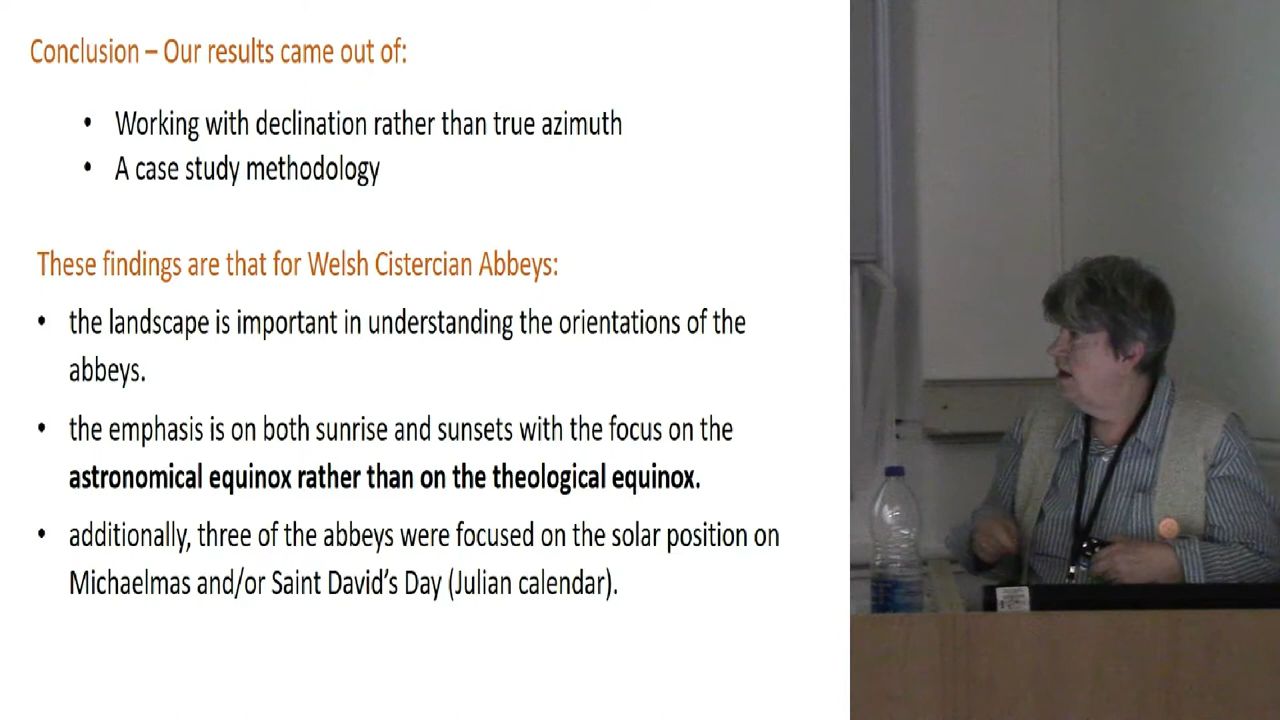 Conclusion – Our results came out of:
• Working with declination rather than true azimuth
• A case study methodology
These findings are that for Welsh Cistercian Abbeys:
• the landscape is important in understanding the orientations of the
abbeys.
• the emphasis is on both sunrise and sunsets with the focus on the
astronomical equinox rather than on the theological equinox.
• additionally, three of the abbeys were focused on the solar position on
Michaelmas and/or Saint David’s Day (Julian calendar).